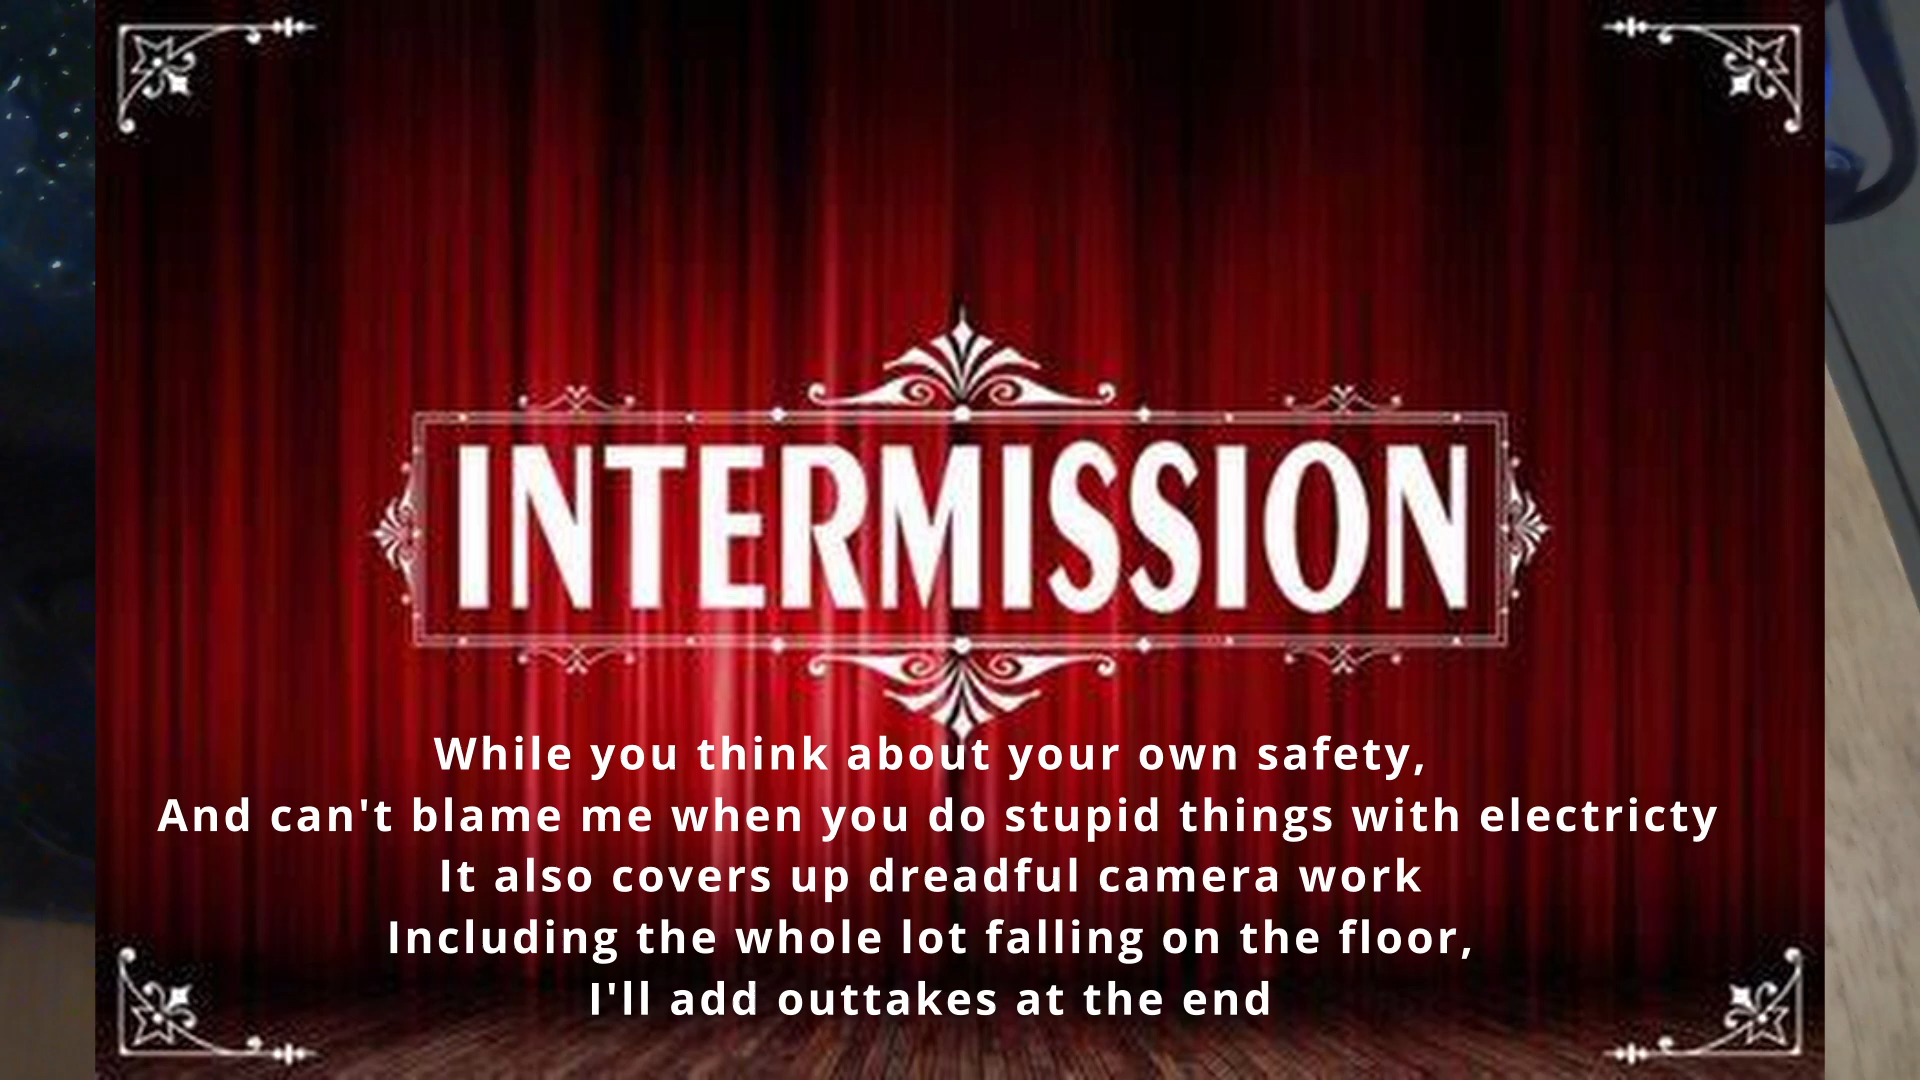 INTERMISSION
While you think about your own safety,
And can't blame me when you do stupid things with electricty
It also covers up dreadful camera work
Including the whole lot falling on the floor,
I'll add outtakes at the end